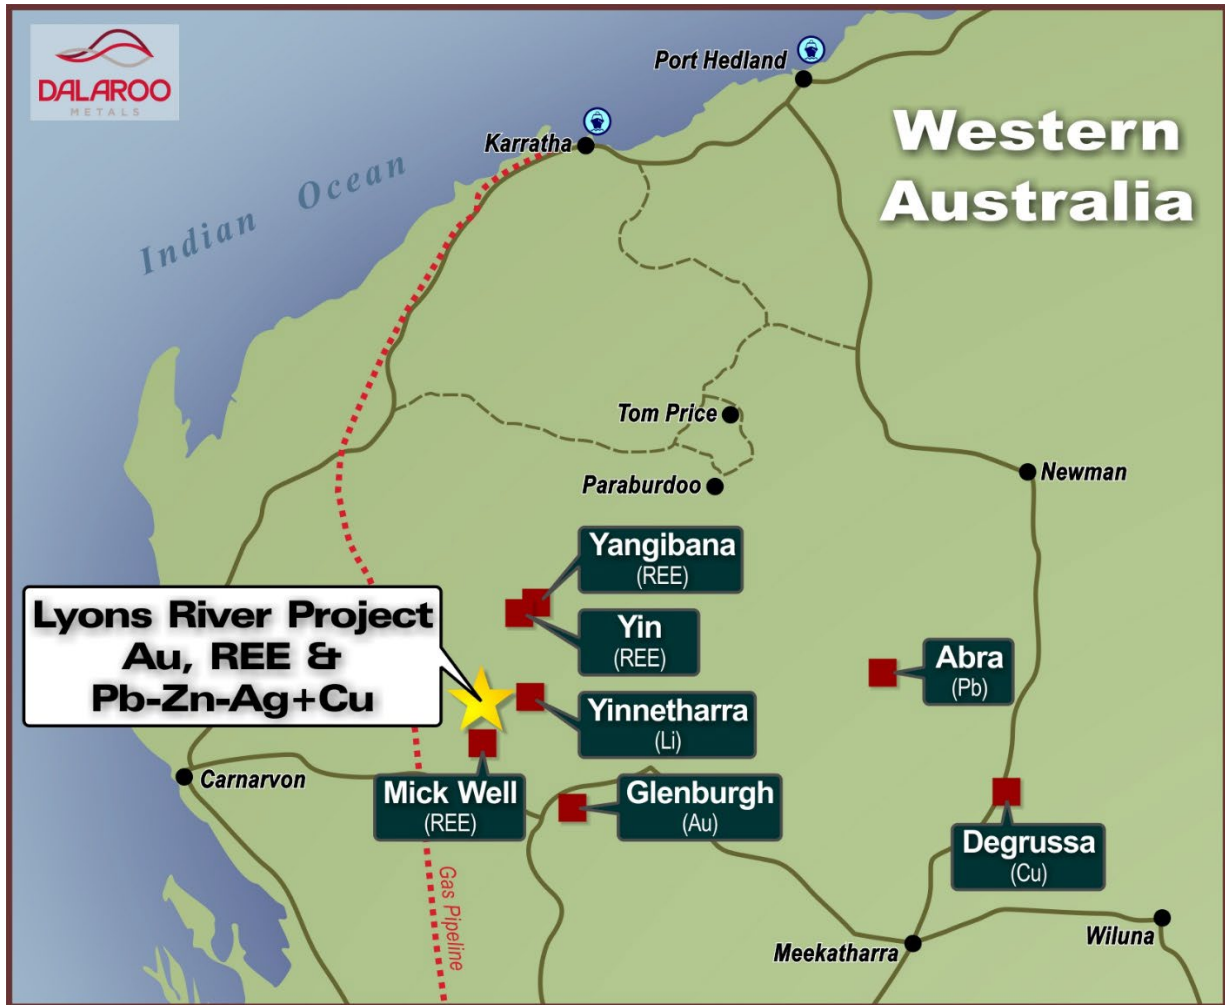 DALAROO
METALS
Port Hedland
Karratha
Western
Australia
Indian Ocean
Tom Price
Paraburdoo
Newman
Yangibana
(REE)
Yin
(REE)
Lyons River Project
Au, REE &
Pb-Zn-Ag+Cu
Abra
(Pb)
Yinnetharra
(Li)
Carnarvon
Mick Well
(REE)
Glenburgh
(Au)
Degrussa
(Cu)
Gas Pipeline
Meekatharra
Wiluna